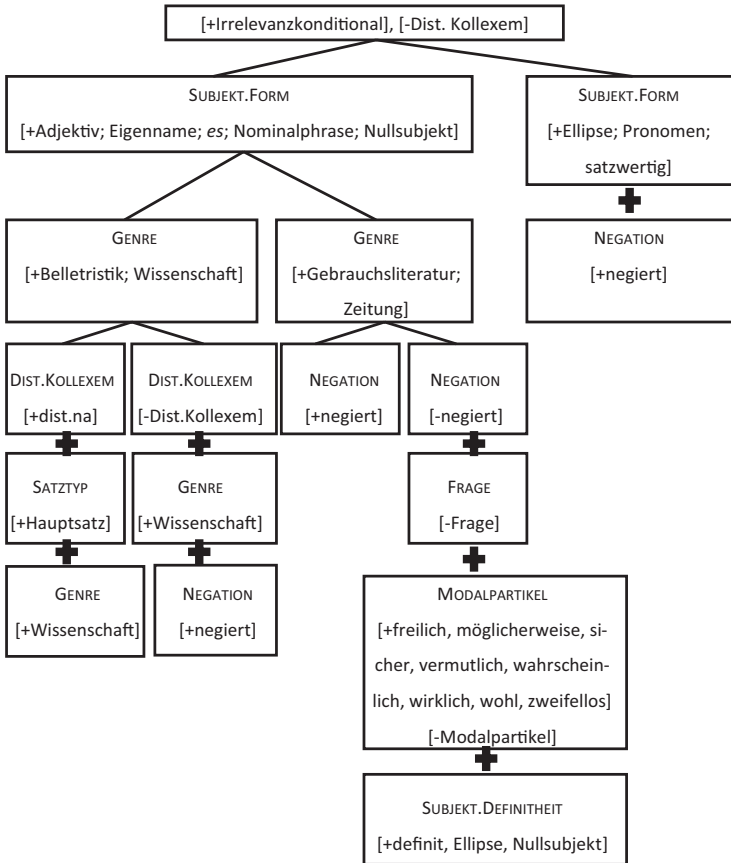 [+Irrelevanzkonditional], [-Dist. Kollexem]
SUBJEKT.FORM
[+Adjektiv; Eigenname; es; Nominalphrase; Nullsubjekt]
SUBJEKT.FORM
[+Ellipse; Pronomen;
satzwertig]
NEGATION
[+negiert]
GENRE
[+Belletristik; Wissenschaft]
GENRE
[+Gebrauchsliteratur;
Zeitung]
DIST.KOLLEXEM
[+dist.na]
DIST.KOLLEXEM
[-Dist.Kollexem]
NEGATION
[+negiert]
NEGATION
[-negiert]
SATZTYP
[+Hauptsatz]
GENRE
[+Wissenschaft]
FRAGE
[-Frage]
GENRE
[+Wissenschaft]
NEGATION
[+negiert]
MODALPARTIKEL
[+freilich, möglicherweise, si-
cher, vermutlich, wahrschein-
lich, wirklich, wohl, zweifellos]
[-Modalpartikel]
SUBJEKT.DEFINITHEIT
[+definit, Ellipse, Nullsubjekt]